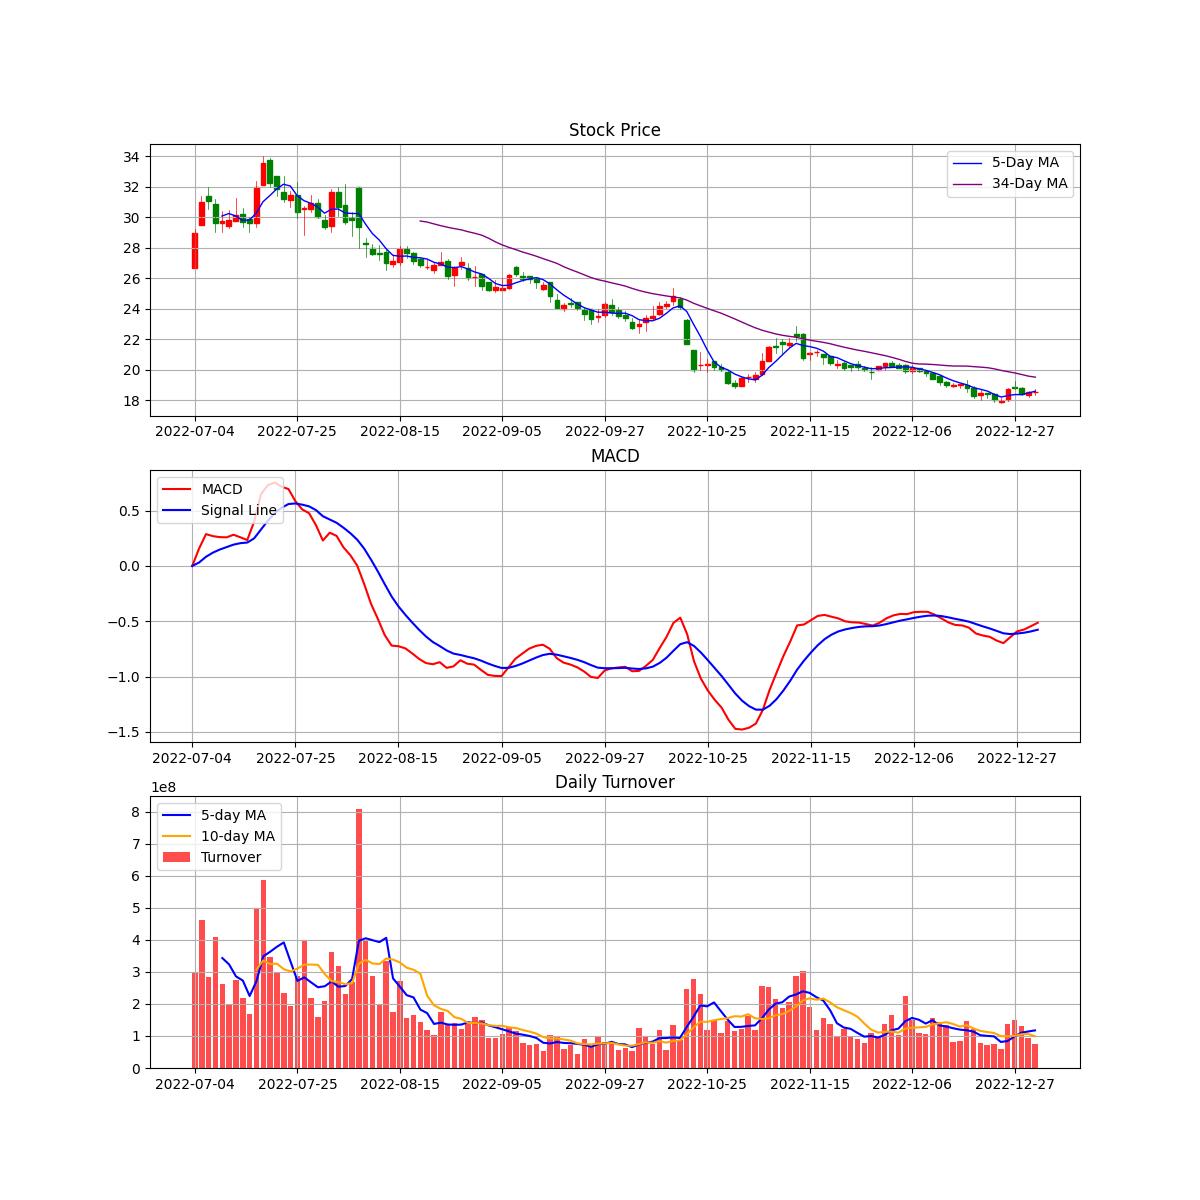 Stock Price
5-Day MA
34-Day MA
34
32
30
28
26
24
22
20
18
2022-07-04 2022-07-25 2022-08-15 2022-09-05 2022-09-27 2022-10-25 2022-11-15 2022-12-06 2022-12-27
MACD
MACD
Signal Line
0.5
0.0
−0.5
−1.0
−1.5
2022-07-04 2022-07-25 2022-08-15 2022-09-05 2022-09-27 2022-10-25 2022-11-15 2022-12-06 2022-12-27
Daily Turnover
1e8
5-day MA
10-day MA
Turnover
8
7
6
5
4
3
2
1
0
2022-07-04 2022-07-25 2022-08-15 2022-09-05 2022-09-27 2022-10-25 2022-11-15 2022-12-06 2022-12-27